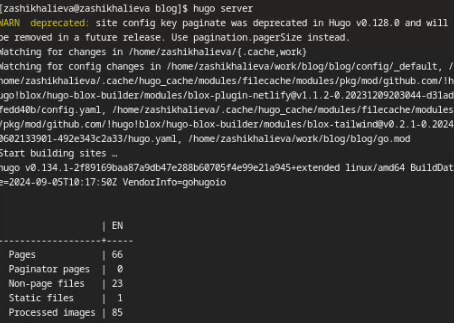 [zashikhalieva@zashikhalieva blog]$ hugo server
WARN  deprecated: site config key paginate was deprecated in Hugo v0.128.0 and will
be removed in a future release. Use pagination.pagerSize instead.
Watching for changes in /home/zashikhalieva/{.cache,work}
Watching for config changes in /home/zashikhalieva/work/blog/blog/config/_default, /
home/zashikhalieva/.cache/hugo_cache/modules/filecache/modules/pkg/mod/github.com/!h
ugo!blox/hugo-blox-builder/modules/blox-plugin-netlify@v1.1.2-0.20231209203044-d31ad
fedd40b/config.yaml, /home/zashikhalieva/.cache/hugo_cache/modules/filecache/modules
/pkg/mod/github.com/!hugo!blox/hugo-blox-builder/modules/blox-tailwind@v0.2.1-0.2024
0602133901-492e343c2a33/hugo.yaml, /home/zashikhalieva/work/blog/blog/go.mod
Start building sites …
hugo v0.134.1-2f89169baa87a9db47e288b60705f4e99e21a945+extended linux/amd64 BuildDat
e=2024-09-05T10:17:50Z VendorInfo=gohugoio
| EN
-------------------+-----
Pages            | 66
Paginator pages  |  0
Non-page files   | 23
Static files     |  1
Processed images | 85